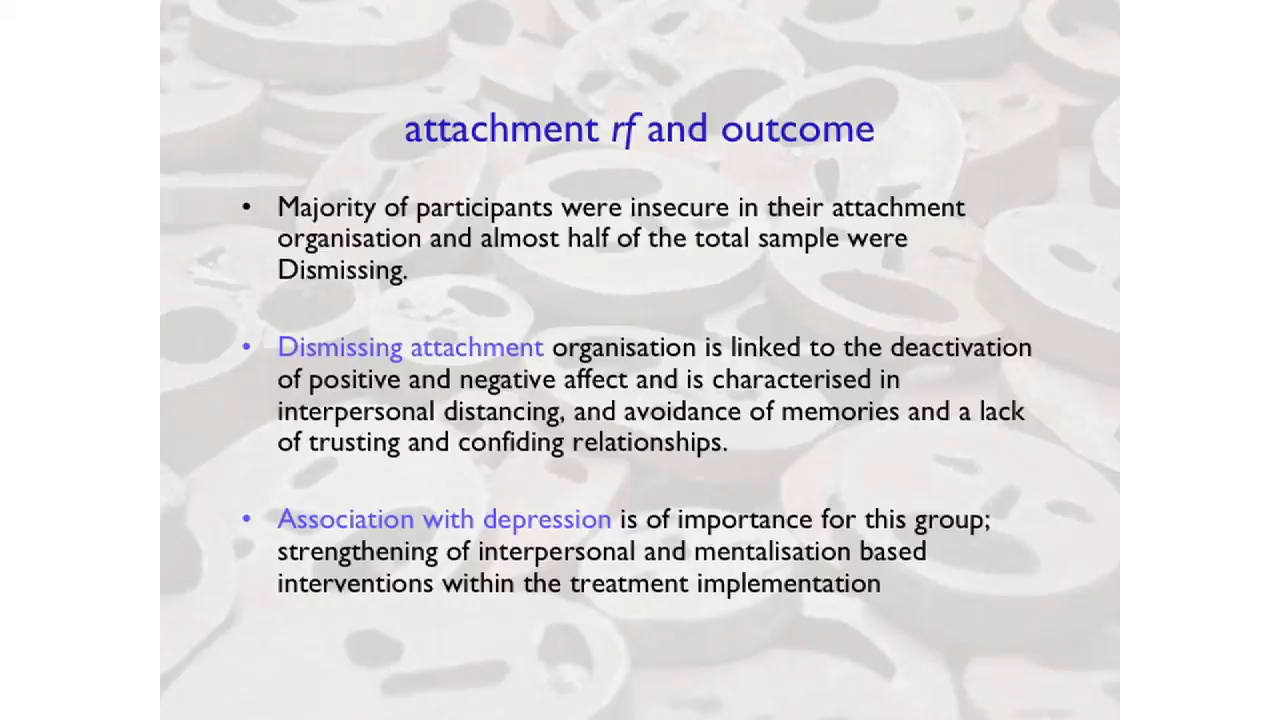 attachment rf and outcome
• Majority of participants were insecure in their attachment
organisation and almost half of the total sample were
Dismissing.
• Dismissing attachment organisation is linked to the deactivation
of positive and negative affect and is characterised in
interpersonal distancing, and avoidance of memories and a lack
of trusting and confiding relationships.
• Association with depression is of importance for this group;
strengthening of interpersonal and mentalisation based
interventions within the treatment implementation